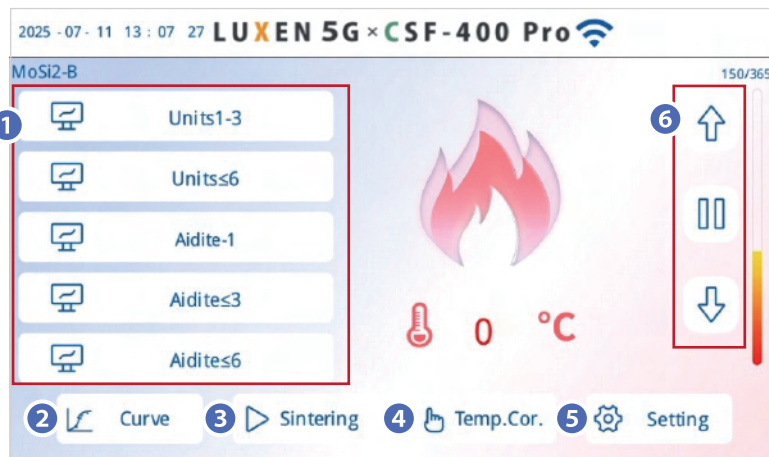 2025 -07- 11 13 : 07 27 LUXEN 5G × CSF-400 Pro
MoSi2-B
150/365
1
Units1-3
6
Units≤6
Aidite-1
Aidite≤3
Aidite≤6
0 °C
2 Curve 3 Sintering 4 Temp.Cor. 5 Setting